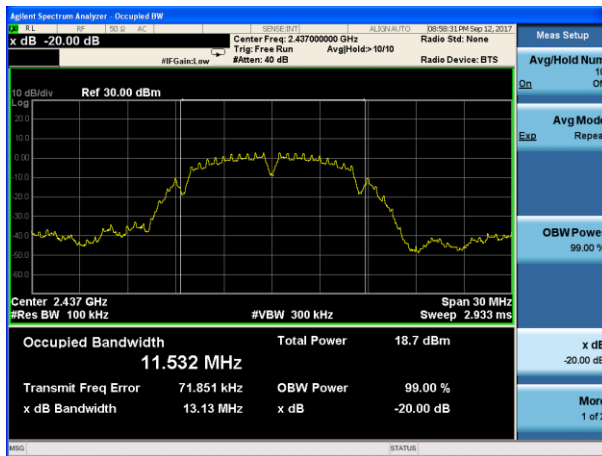 Agilent Spectrum Analyzer - Occupied BW
RL RF 50 Ω AC SENSE:INT ALIGN AUTO 08:58:31 PM Sep 12, 2017
x dB -20.00 dB
Center Freq: 2.437000000 GHz Radio Std: None
Trig: Free Run Avg|Hold:>10/10
#IFGain:Low #Atten: 40 dB Radio Device: BTS
Meas Setup
Avg/Hold Num
10
On Of
Avg Mode
Exp Repea
OBW Power
99.00 %
x dB
-20.00 dB
More
1 of 2
10 dB/div Ref 30.00 dBm
Log
20.0
10.0
0.00
-10.0
-20.0
-30.0
-40.0
-50.0
-60.0
Center 2.437 GHz Span 30 MHz
#Res BW 100 kHz #VBW 300 kHz Sweep 2.933 ms
Occupied Bandwidth Total Power 18.7 dBm
11.532 MHz
Transmit Freq Error 71.851 kHz OBW Power 99.00 %
x dB Bandwidth 13.13 MHz x dB -20.00 dB
MSG STATUS